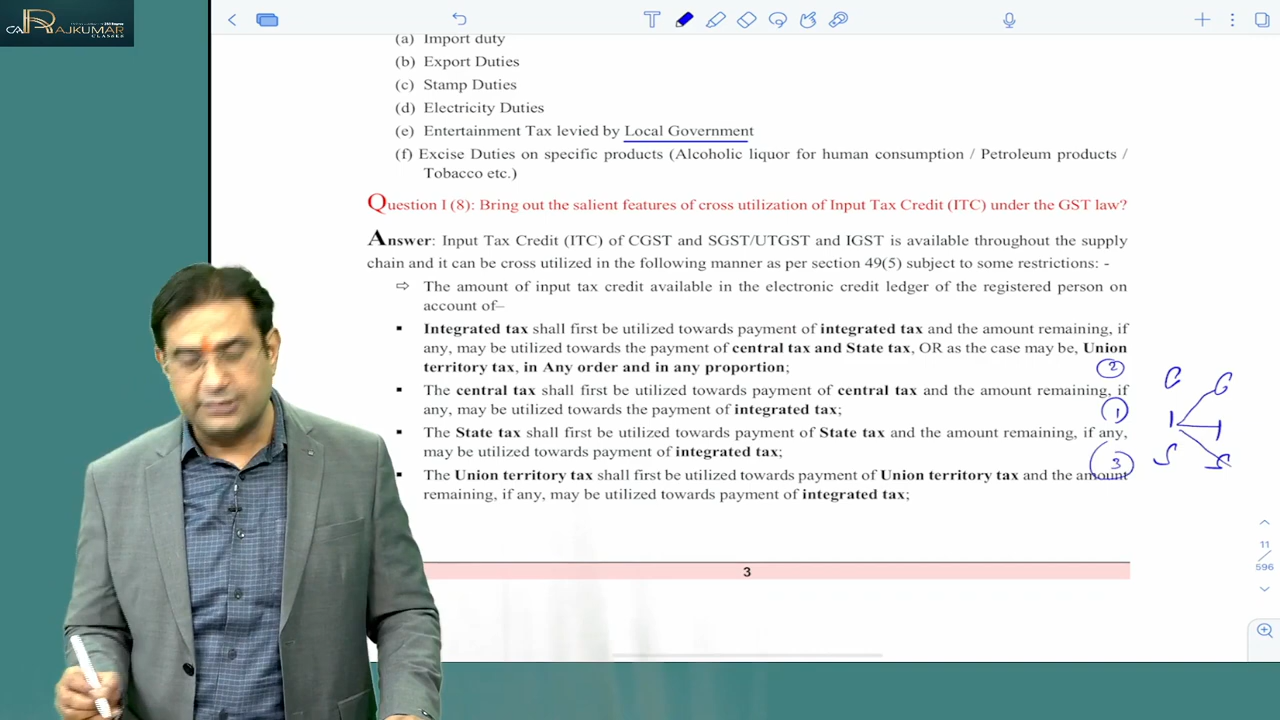 CA RAJKUMAR
CLASSES
(a) Import duty
(b) Export Duties
(c) Stamp Duties
(d) Electricity Duties
(e) Entertainment Tax levied by Local Government
(f) Excise Duties on specific products (Alcoholic liquor for human consumption / Petroleum products /
Tobacco etc.)
Question I (8): Bring out the salient features of cross utilization of Input Tax Credit (ITC) under the GST law?
Answer: Input Tax Credit (ITC) of CGST and SGST/UTGST and IGST is available throughout the supply
chain and it can be cross utilized in the following manner as per section 49(5) subject to some restrictions: -
⇨ The amount of input tax credit available in the electronic credit ledger of the registered person on
account of–
▪ Integrated tax shall first be utilized towards payment of integrated tax and the amount remaining, if
any, may be utilized towards the payment of central tax and State tax, OR as the case may be, Union
territory tax, in Any order and in any proportion;
▪ The central tax shall first be utilized towards payment of central tax and the amount remaining, if
any, may be utilized towards the payment of integrated tax;
▪ The State tax shall first be utilized towards payment of State tax and the amount remaining, if any,
may be utilized towards payment of integrated tax;
▪ The Union territory tax shall first be utilized towards payment of Union territory tax and the amount
remaining, if any, may be utilized towards payment of integrated tax;
2 C C
1 I I
3 S S
3
11
596